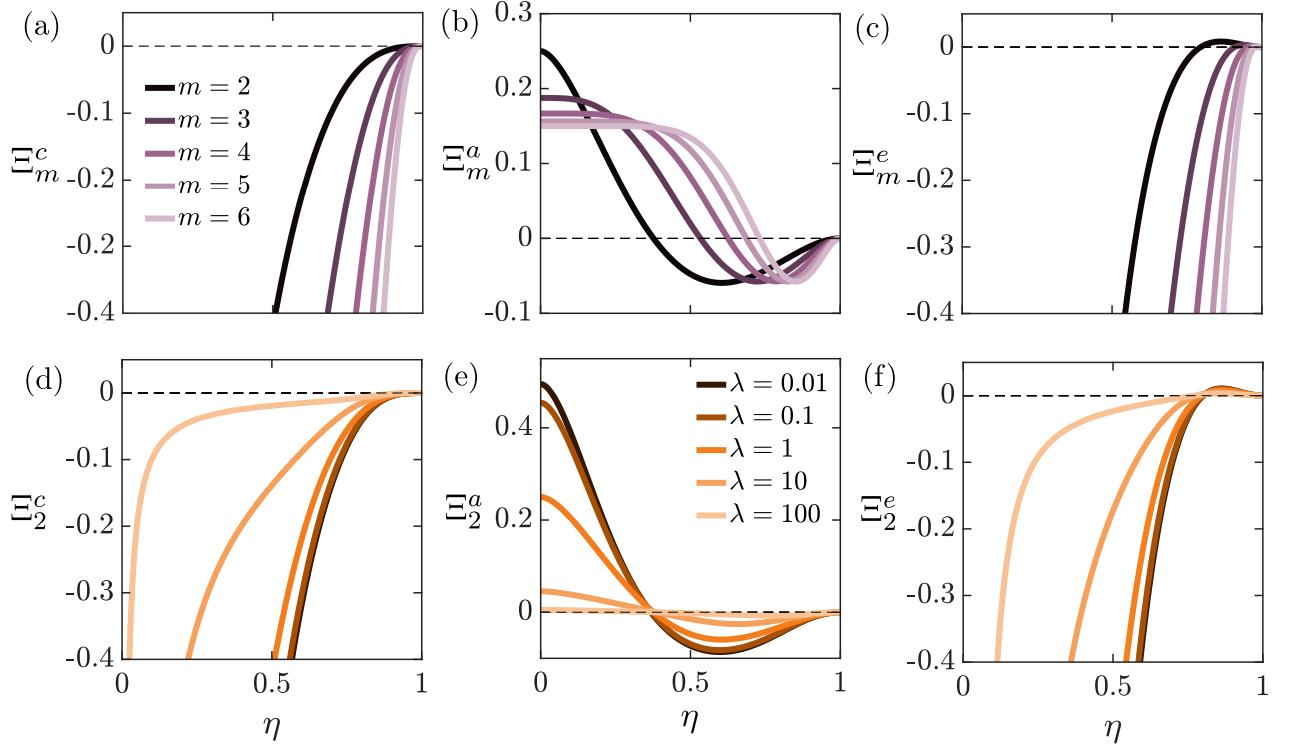 (a)
0
-0.1
-0.2
-0.3
-0.4
Ξ^c_m
m = 2
m = 3
m = 4
m = 5
m = 6
0.5
1
(b)
0.3
0.2
0.1
0
-0.1
Ξ^a_m
(c)
0
-0.1
-0.2
-0.3
-0.4
Ξ^e_m
(d)
0
-0.1
-0.2
-0.3
-0.4
Ξ^c_2
0
0.5
1
η
(e)
0.4
0.2
0
Ξ^a_2
λ = 0.01
λ = 0.1
λ = 1
λ = 10
λ = 100
0
0.5
1
η
(f)
0
-0.1
-0.2
-0.3
-0.4
Ξ^e_2
0
0.5
1
η